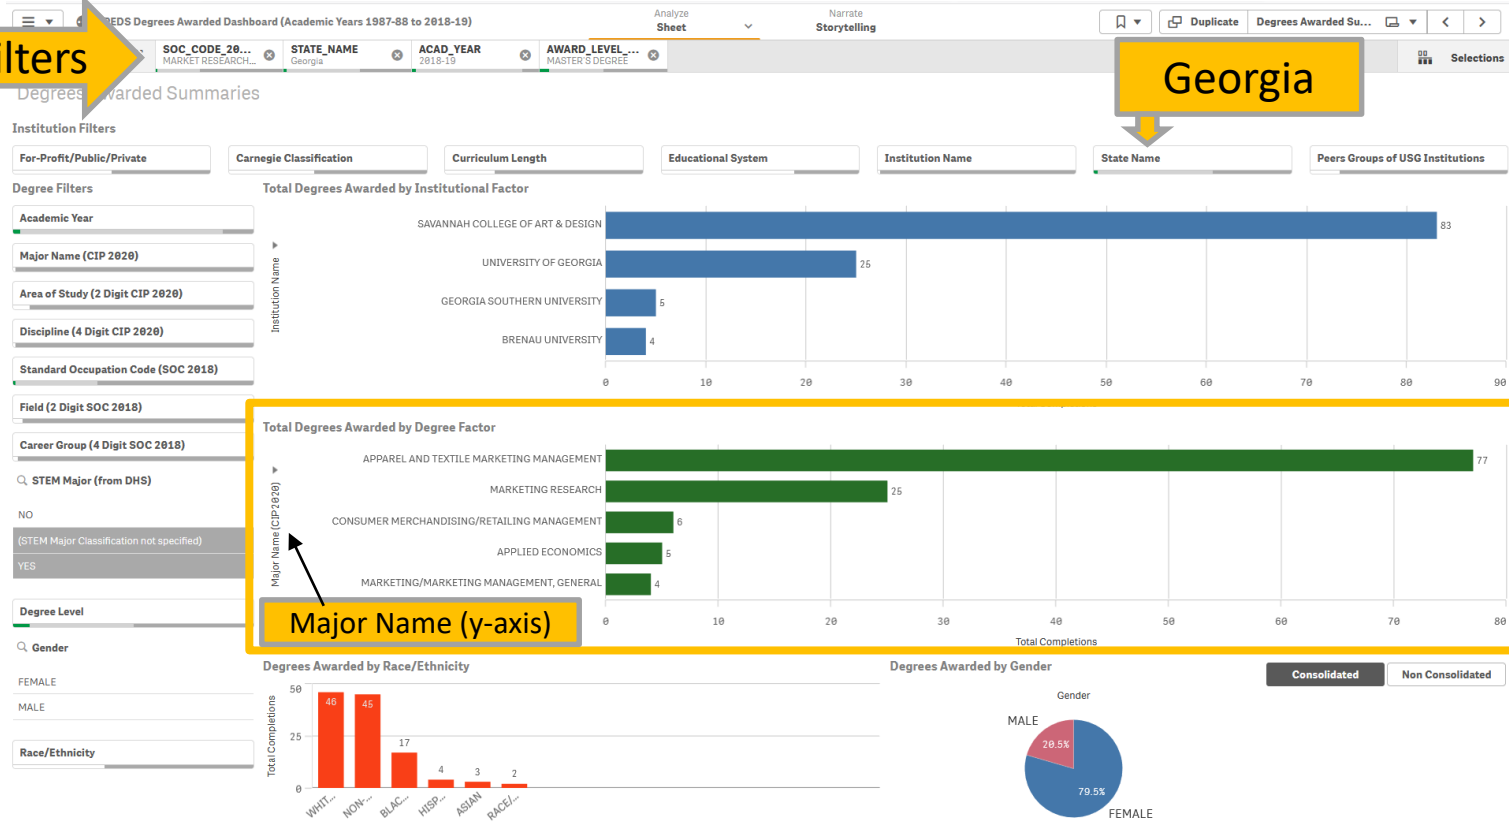 EDS Degrees Awarded Dashboard (Academic Years 1987-88 to 2018-19)
Analyze
Sheet
Narrate
Storytelling
Duplicate
Degrees Awarded Su...
lters
SOC_CODE_20...
MARKET RESEARCH...
STATE_NAME
Georgia
ACAD_YEAR
2018-19
AWARD_LEVEL_...
MASTER'S DEGREE
Selections
Georgia
Degrees Awarded Summaries
Institution Filters
For-Profit/Public/Private
Carnegie Classification
Curriculum Length
Educational System
Institution Name
State Name
Peers Groups of USG Institutions
Degree Filters
Academic Year
Major Name (CIP 2020)
Area of Study (2 Digit CIP 2020)
Discipline (4 Digit CIP 2020)
Standard Occupation Code (SOC 2018)
Field (2 Digit SOC 2018)
Career Group (4 Digit SOC 2018)
STEM Major (from DHS)
NO
(STEM Major Classification not specified)
YES
Degree Level
Gender
FEMALE
MALE
Race/Ethnicity
Total Degrees Awarded by Institutional Factor
Institution Name
SAVANNAH COLLEGE OF ART & DESIGN
83
UNIVERSITY OF GEORGIA
25
GEORGIA SOUTHERN UNIVERSITY
5
BRENAU UNIVERSITY
4
0 10 20 30 40 50 60 70 80 90
Total Degrees Awarded by Degree Factor
Major Name (CIP2020)
APPAREL AND TEXTILE MARKETING MANAGEMENT
77
MARKETING RESEARCH
25
CONSUMER MERCHANDISING/RETAILING MANAGEMENT
6
APPLIED ECONOMICS
5
MARKETING/MARKETING MANAGEMENT, GENERAL
4
Major Name (y-axis)
0 10 20 30 40 50 60 70 80
Total Completions
Degrees Awarded by Race/Ethnicity
Total Completions
50
25
0
46
45
17
4
3
2
WHIT...
NON-...
BLAC...
HISP...
ASIAN
RACE/...
Degrees Awarded by Gender
Consolidated
Non Consolidated
Gender
MALE
20.5%
79.5%
FEMALE